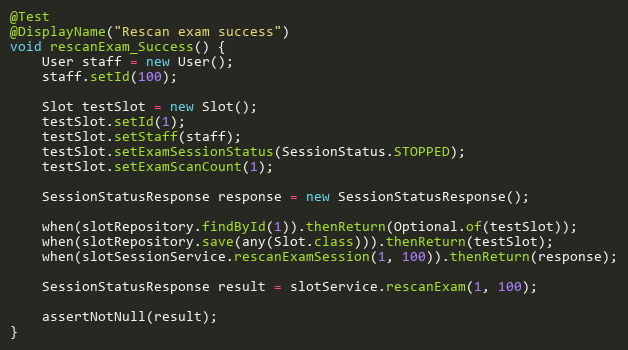 @Test
@DisplayName("Rescan exam success")
void rescanExam_Success() {
    User staff = new User();
    staff.setId(100);

    Slot testSlot = new Slot();
    testSlot.setId(1);
    testSlot.setStaff(staff);
    testSlot.setExamSessionStatus(SessionStatus.STOPPED);
    testSlot.setExamScanCount(1);

    SessionStatusResponse response = new SessionStatusResponse();

    when(slotRepository.findById(1)).thenReturn(Optional.of(testSlot));
    when(slotRepository.save(any(Slot.class))).thenReturn(testSlot);
    when(slotSessionService.rescanExamSession(1, 100)).thenReturn(response);

    SessionStatusResponse result = slotService.rescanExam(1, 100);

    assertNotNull(result);
}